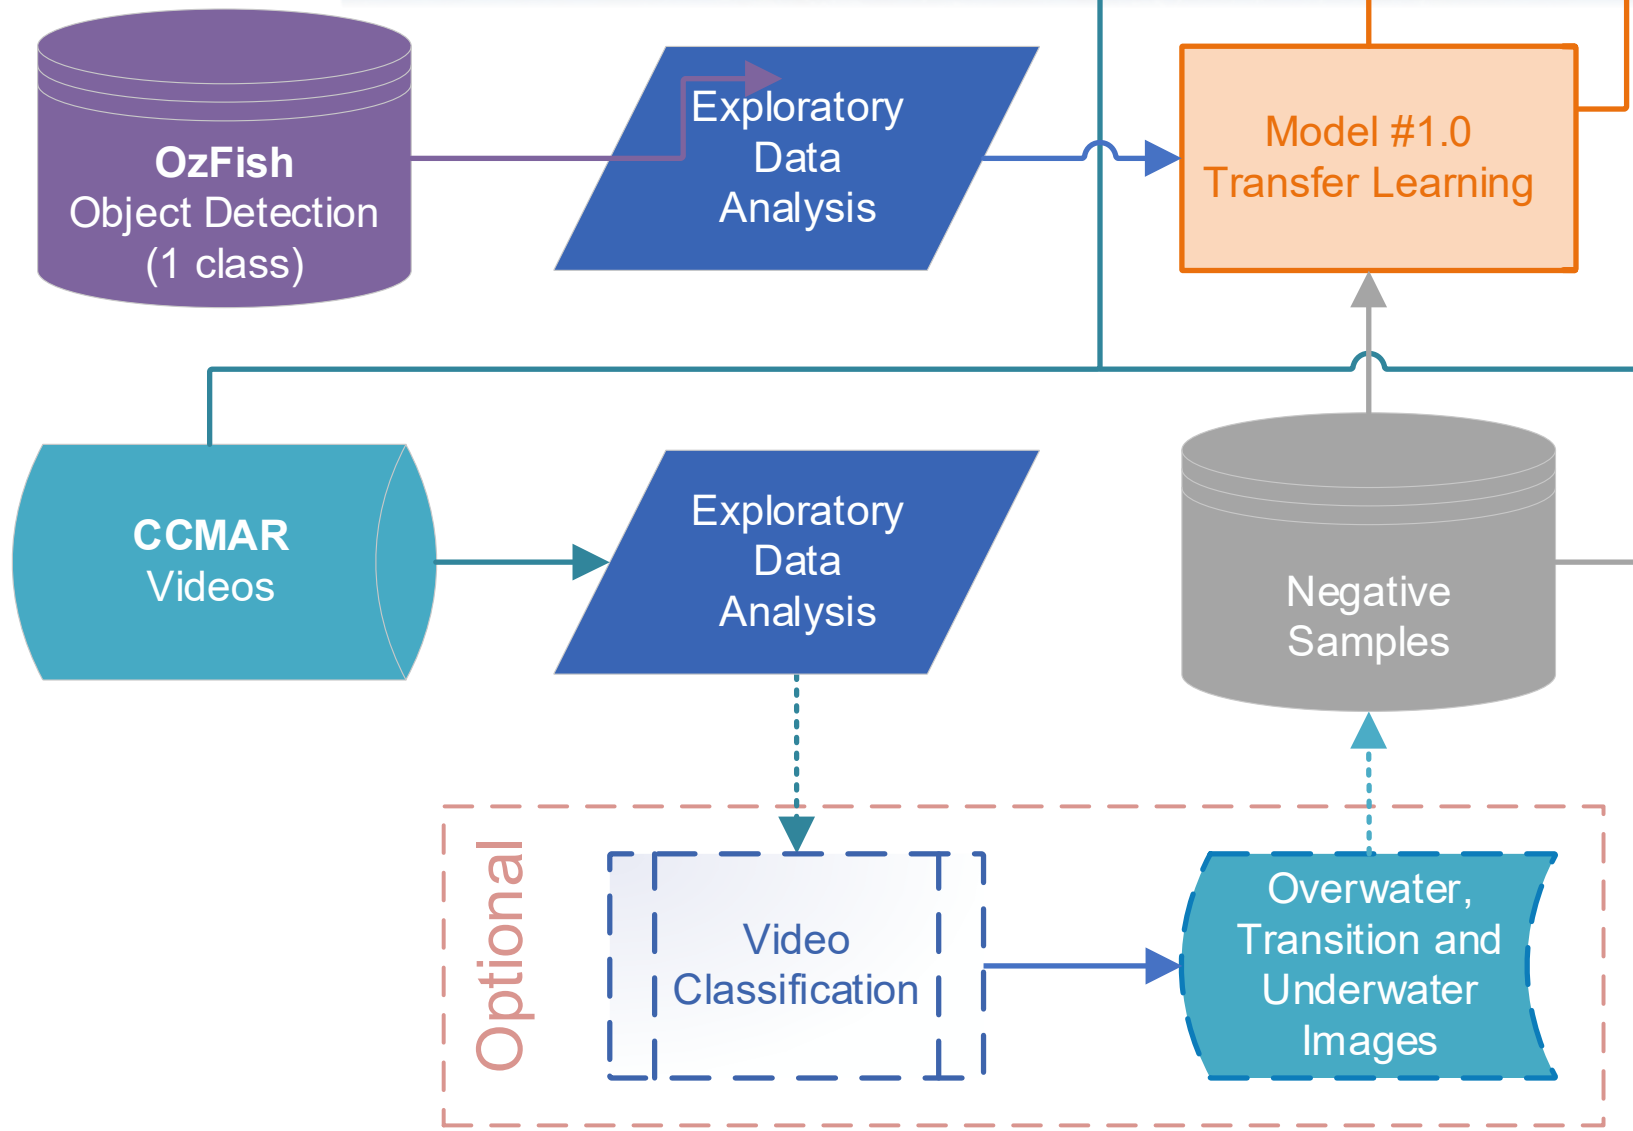 OzFish
Object Detection
(1 class)
Exploratory
Data
Analysis
Model #1.0
Transfer Learning
CCMAR
Videos
Exploratory
Data
Analysis
Negative
Samples
Optional
Video
Classification
Overwater,
Transition and
Underwater
Images